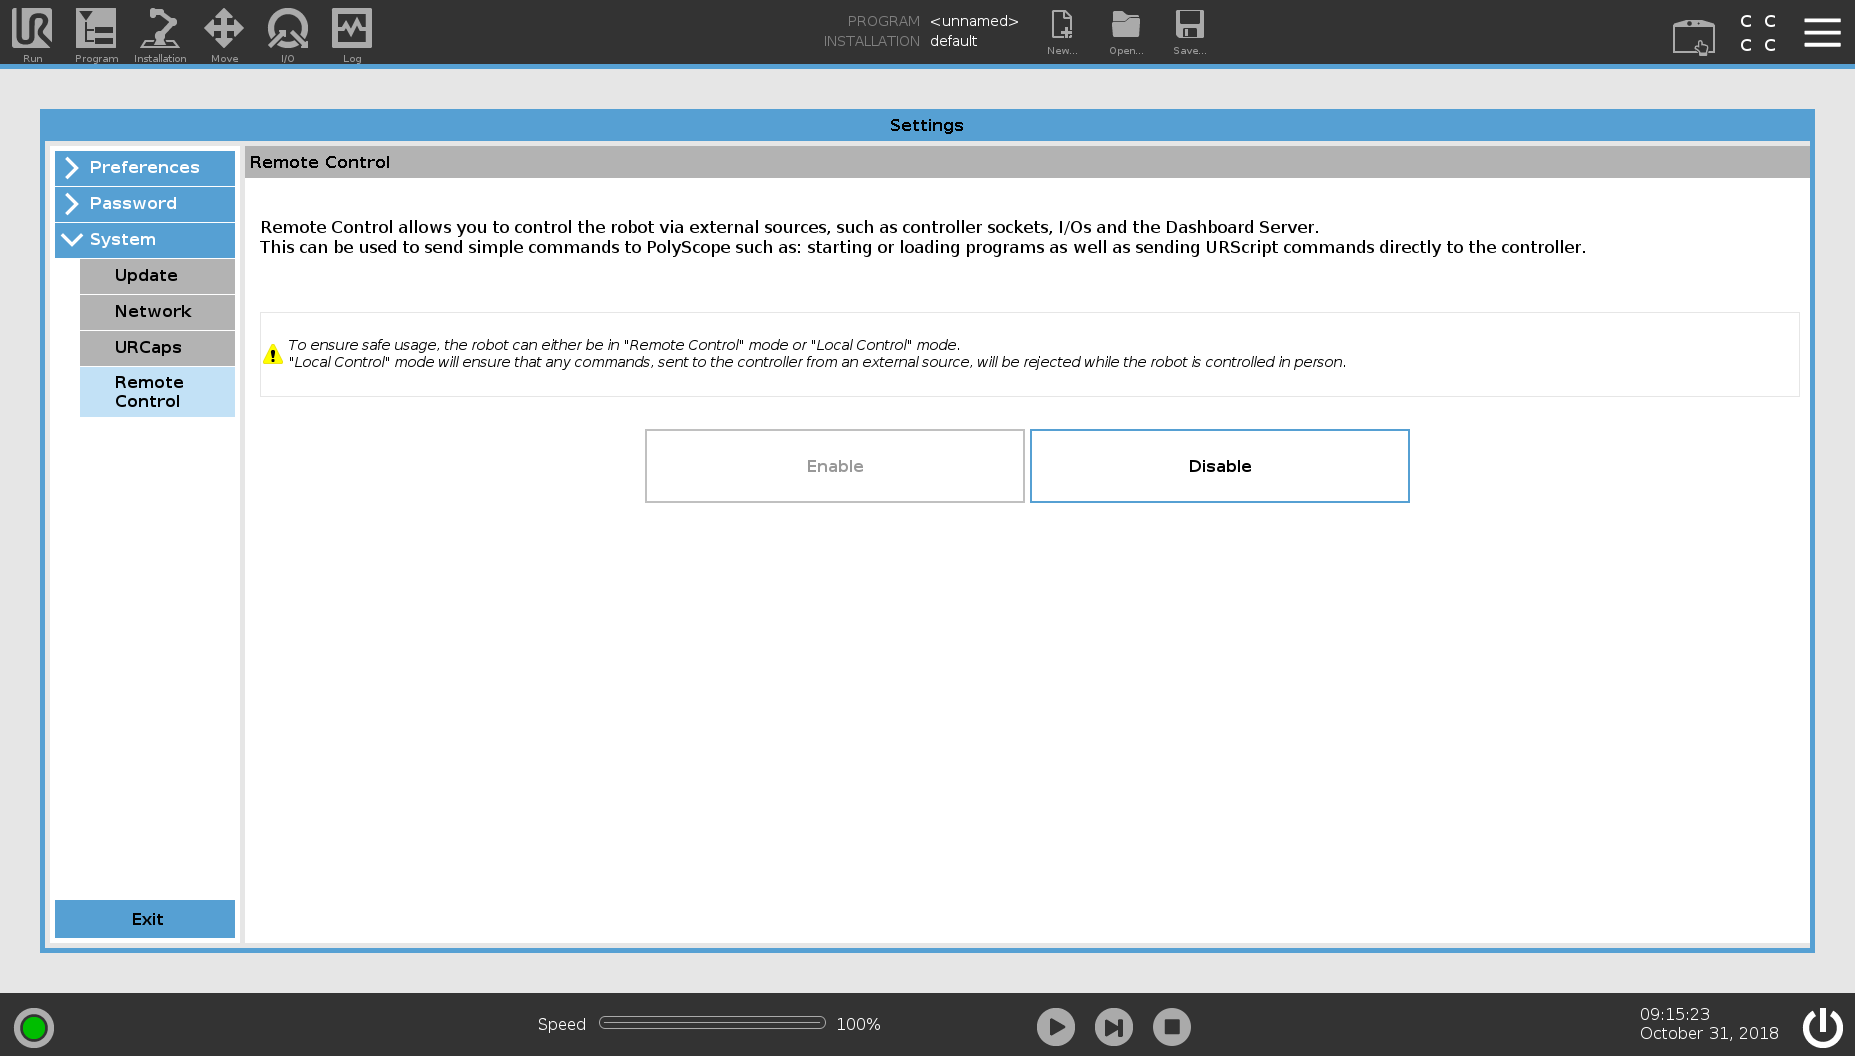 Run
Program
Installation
Move
I/O
Log
PROGRAM <unnamed>
INSTALLATION default
New...
Open...
Save...
C C
C C
Settings
Preferences
Password
System
Update
Network
URCaps
Remote
Control
Exit
Remote Control
Remote Control allows you to control the robot via external sources, such as controller sockets, I/Os and the Dashboard Server.
This can be used to send simple commands to PolyScope such as: starting or loading programs as well as sending URScript commands directly to the controller.
To ensure safe usage, the robot can either be in "Remote Control" mode or "Local Control" mode.
"Local Control" mode will ensure that any commands, sent to the controller from an external source, will be rejected while the robot is controlled in person.
Enable
Disable
Speed 100%
09:15:23
October 31, 2018